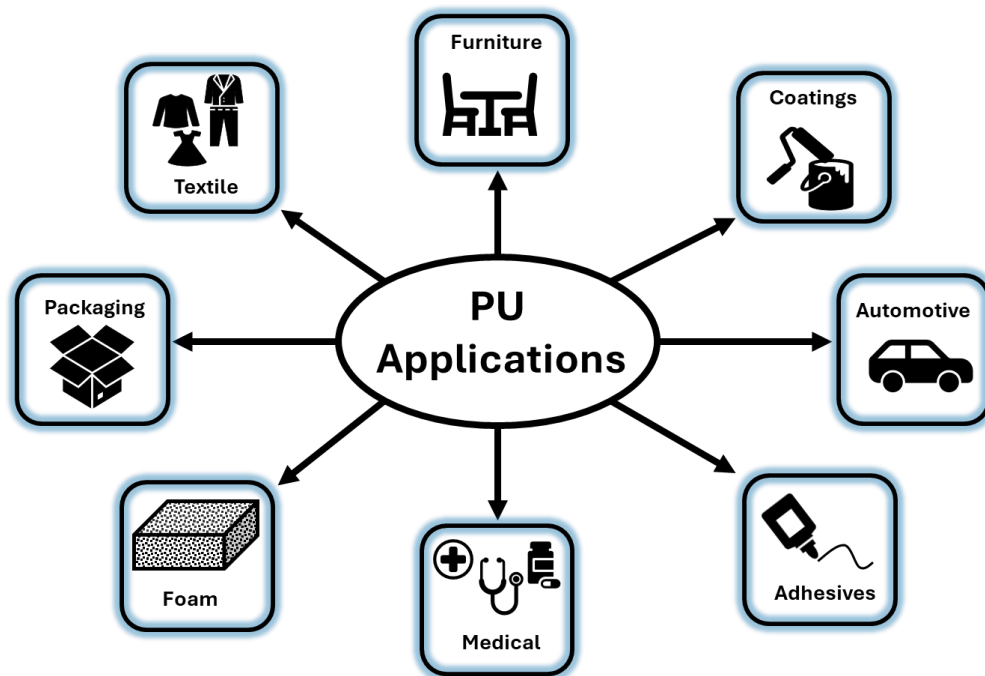 PU
Applications
Furniture
Coatings
Automotive
Adhesives
Medical
Foam
Packaging
Textile